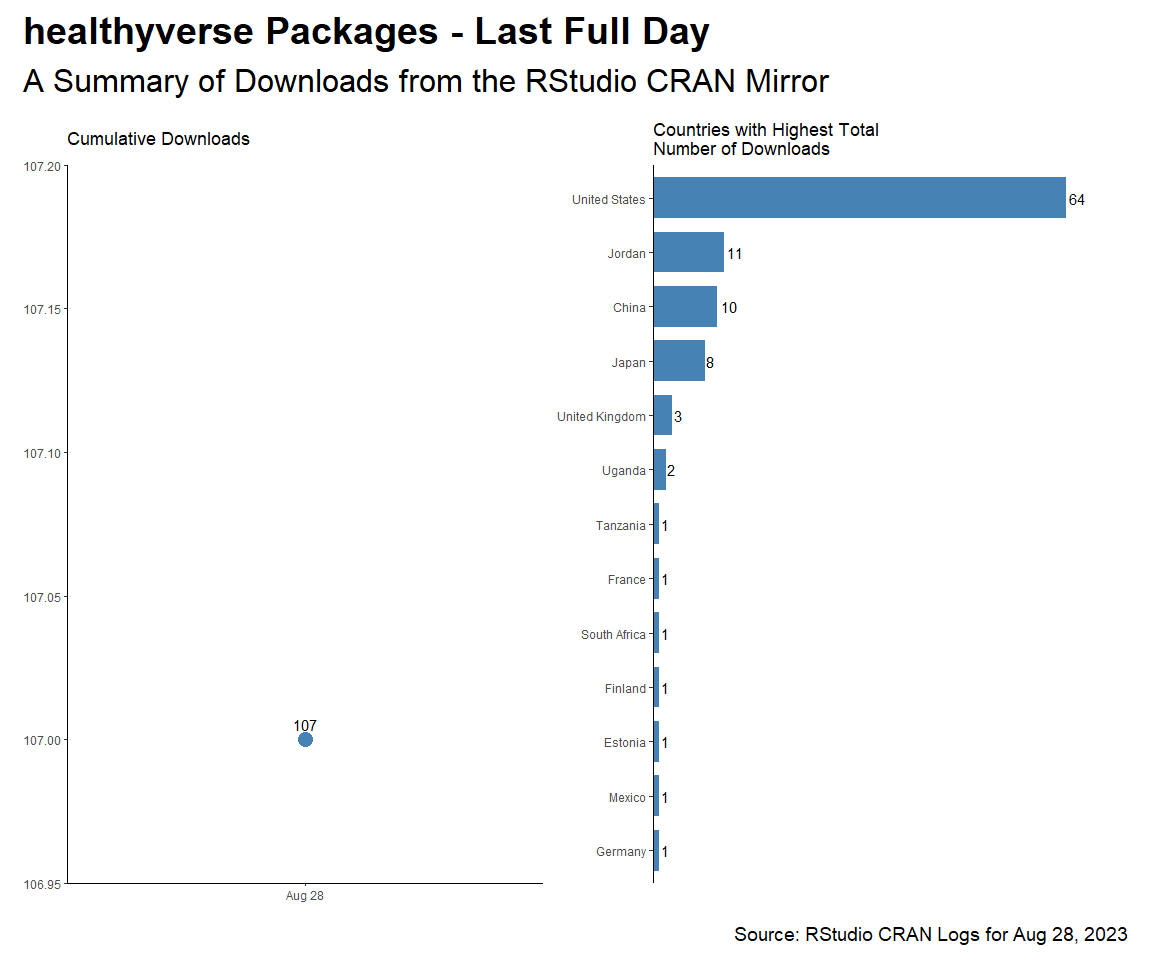 healthyverse Packages - Last Full Day
A Summary of Downloads from the RStudio CRAN Mirror
Cumulative Downloads
107.20
107.15
107.10
107.05
107.00
106.95
107
Aug 28
Countries with Highest Total
Number of Downloads
United States 64
Jordan 11
China 10
Japan 8
United Kingdom 3
Uganda 2
Tanzania 1
France 1
South Africa 1
Finland 1
Estonia 1
Mexico 1
Germany 1
Source: RStudio CRAN Logs for Aug 28, 2023